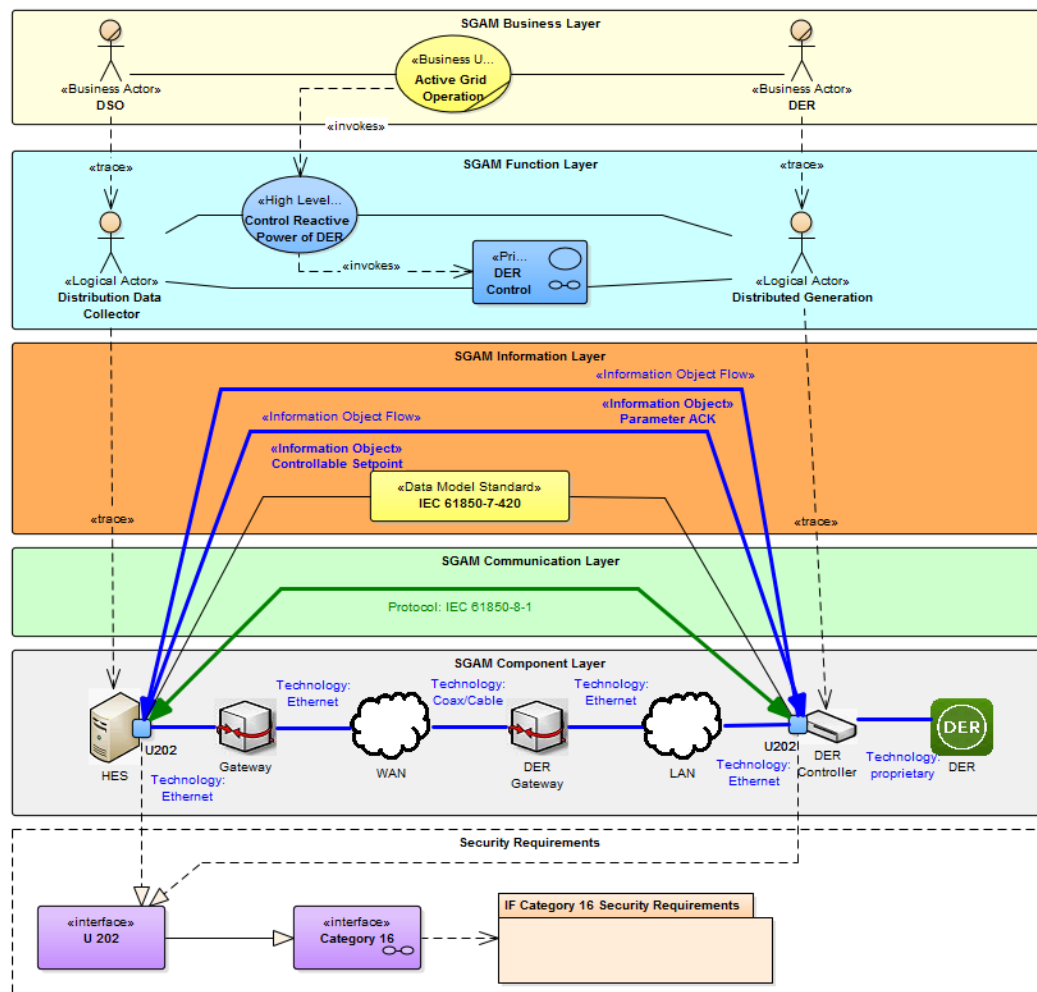 SGAM Business Layer
«Business Actor»
DSO
«Business U...
Active Grid
Operation
«Business Actor»
DER
«invokes»
SGAM Function Layer
«trace»
«trace»
«High Level...
Control Reactive
Power of DER
«invokes»
«Pri...
DER
Control
«Logical Actor»
Distribution Data
Collector
«Logical Actor»
Distributed Generation
SGAM Information Layer
«Information Object Flow»
«Information Object»
Parameter ACK
«Information Object Flow»
«Information Object»
Controllable Setpoint
«Data Model Standard»
IEC 61850-7-420
«trace»
«trace»
SGAM Communication Layer
Protocol: IEC 61850-8-1
SGAM Component Layer
Technology:
Ethernet
Technology:
Coax/Cable
Technology:
Ethernet
U202
HES
Technology:
Ethernet
Gateway
WAN
DER
Gateway
LAN
U202
Technology:
Ethernet
DER
Controller
Technology:
proprietary
DER
DER
Security Requirements
«interface»
U 202
«interface»
Category 16
IF Category 16 Security Requirements